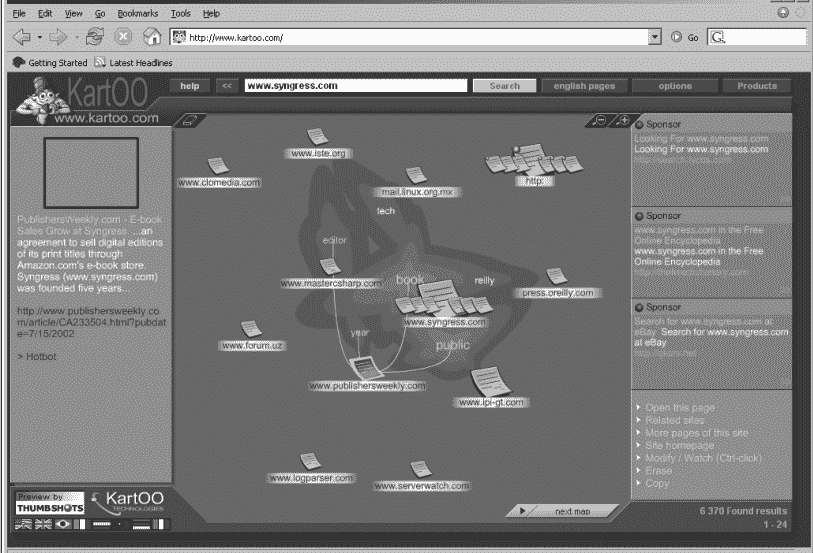 File Edit View Go Bookmarks Tools Help
http://www.kartoo.com/
Go
G
Getting Started Latest Headlines
KartOO
www.kartoo.com
help << www.syngress.com Search english pages options Products
PublishersWeekly.com - E-book
Sales Grow at Syngress ...an
agreement to sell digital editions
of its print titles through
Amazon.com's e-book store.
Syngress (www.syngress.com)
was founded five years...
http://www.publishersweekly.co
m/article/CA233504.html?pubdat
e=7/15/2002
> Hotbot
Preview by
THUMBSHOTS
KartOO
TECHNOLOGIES
www.iste.org
www.clomedia.com
mail.linux.org.mx
http:
tech
editor
www.mastercsharp.com
book
reilly
press.oreilly.com
www.syngress.com
year
www.forum.uz
public
www.publishersweekly.com
www.ipl-gt.com
www.logparser.com
www.serverwatch.com
next map
Sponsor
Looking For www.syngress.com
Looking For www.syngress.com
Sponsor
www.syngress.com in the Free
Online Encyclopedia
www.syngress.com in the Free
Online Encyclopedia
Sponsor
Search for www.syngress.com at
eBay Search for www.syngress.com
at eBay
Open this page
Related sites
More pages of this site
Site homepage
Modify / Watch (Ctrl-click)
Erase
Copy
6 370 Found results
1 - 24